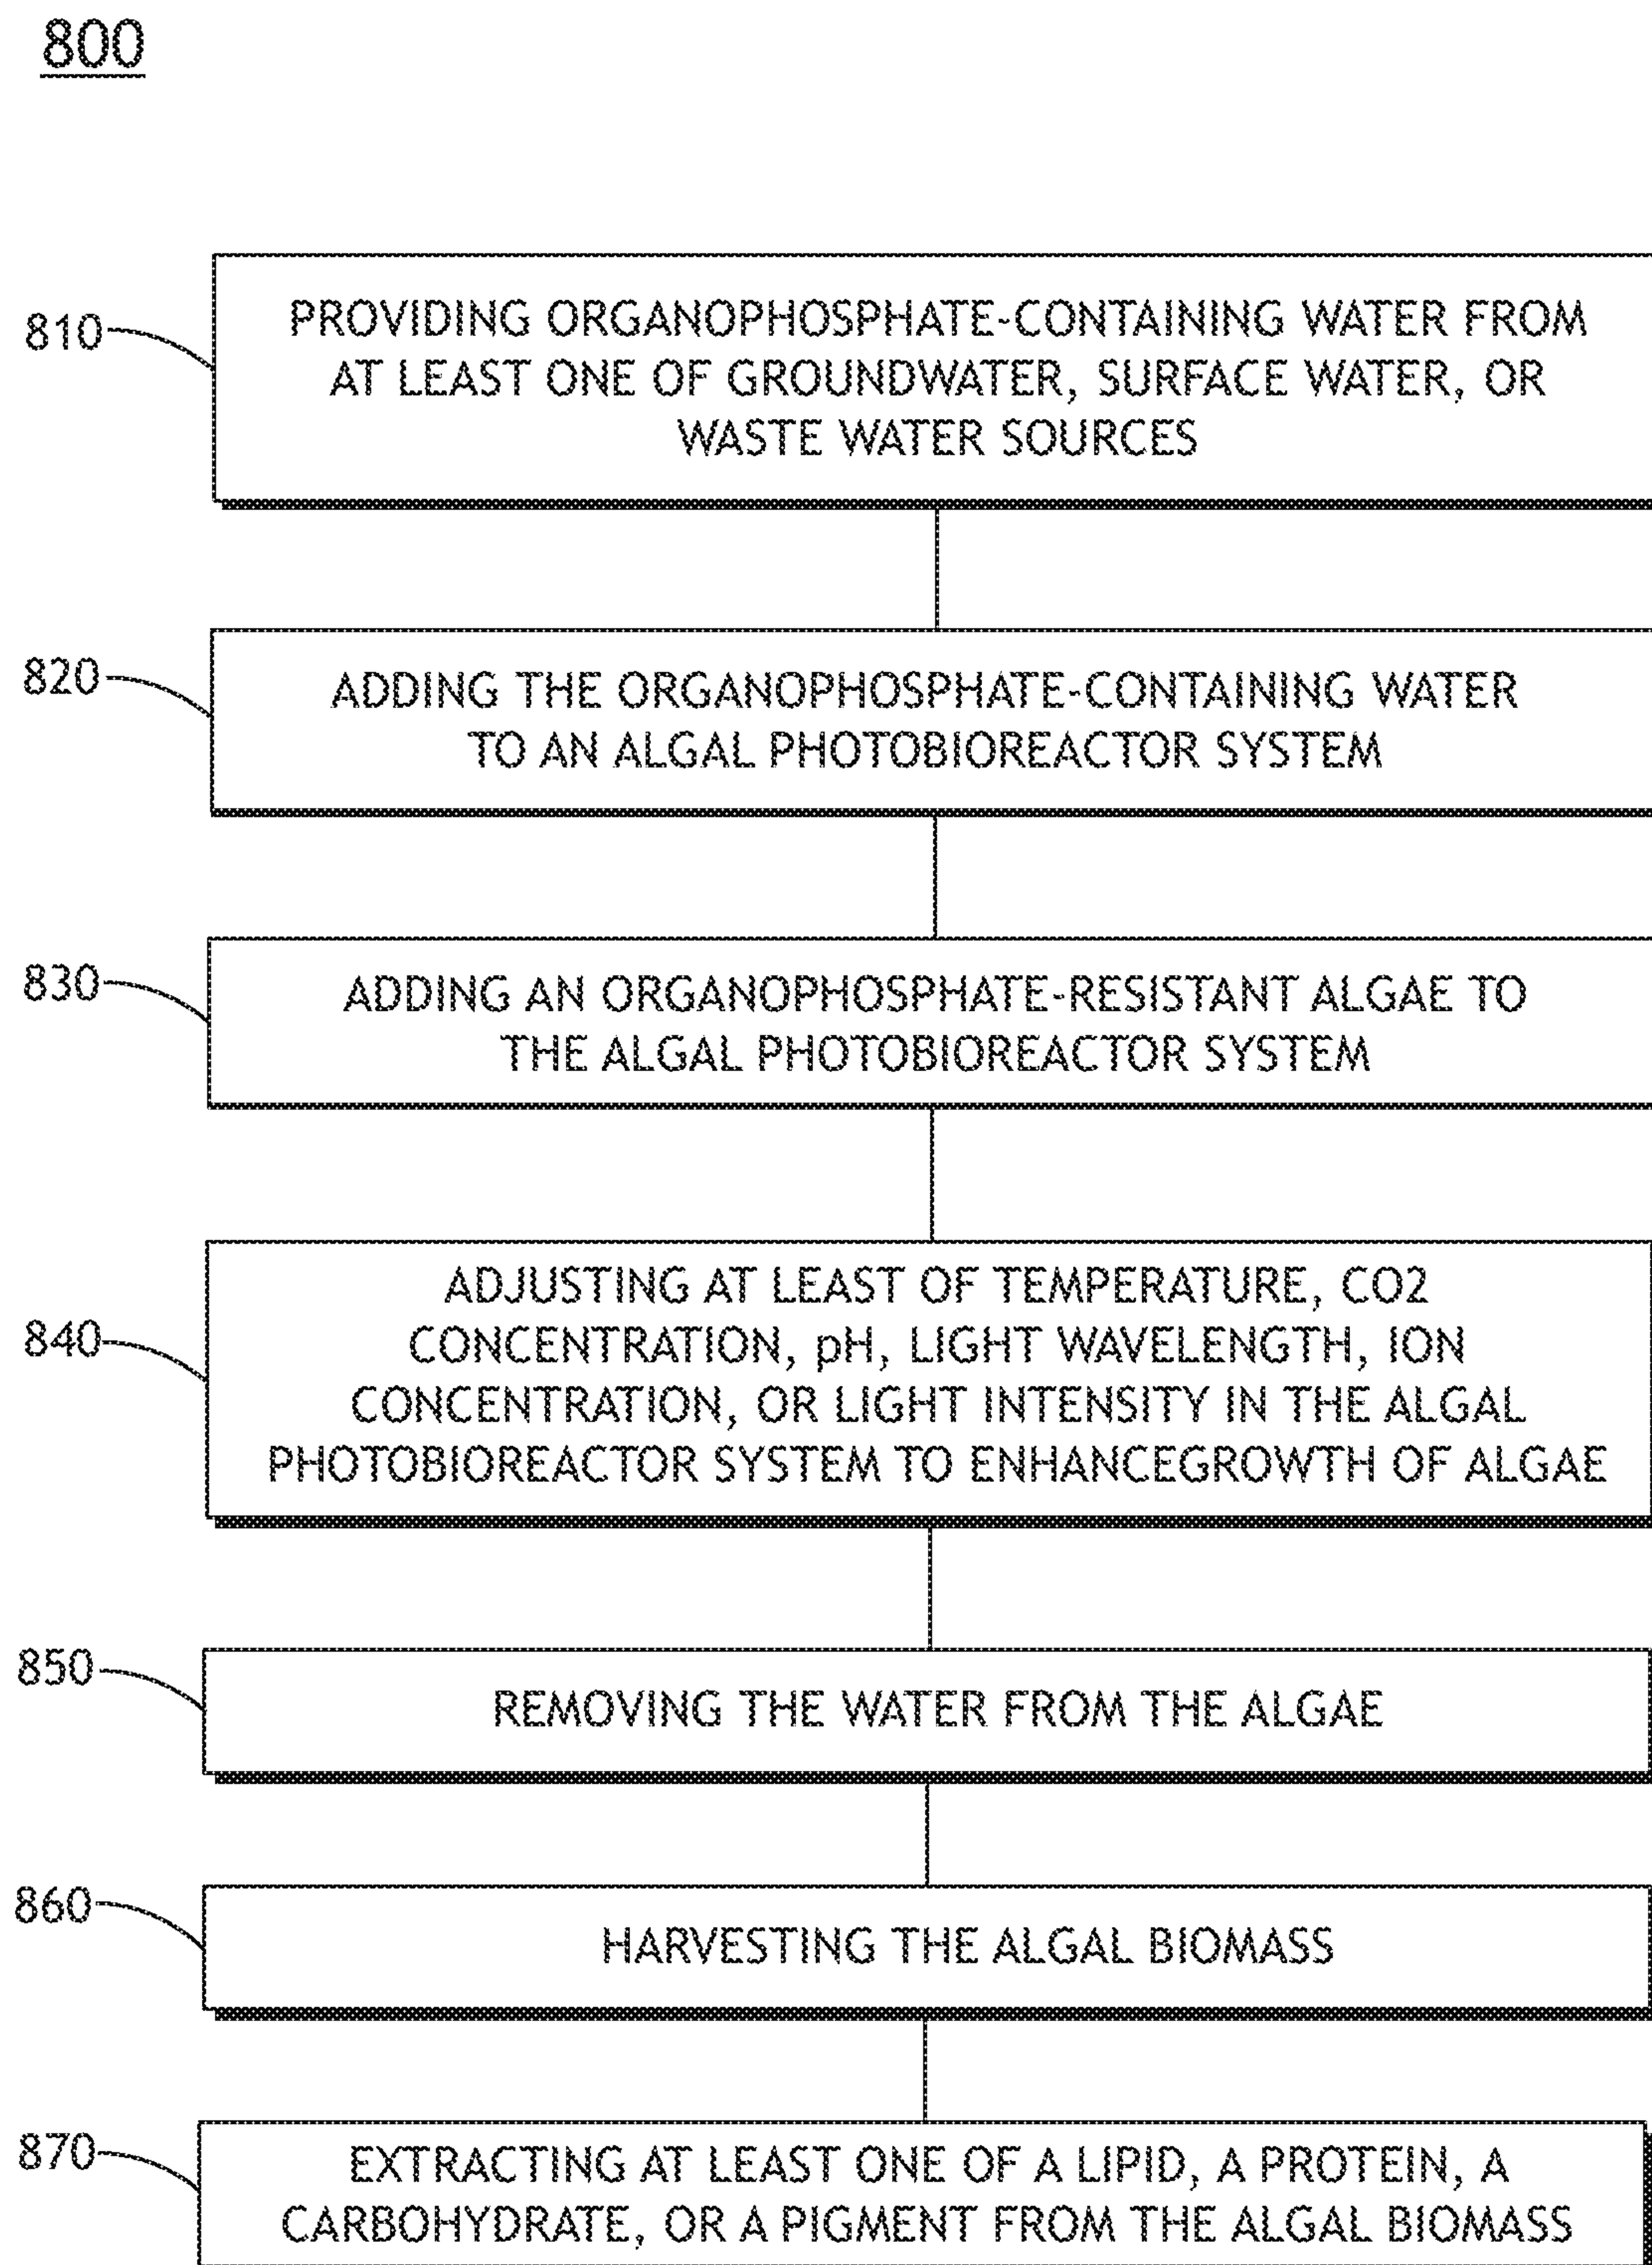 800
810
PROVIDING ORGANOPHOSPHATE-CONTAINING WATER FROM
AT LEAST ONE OF GROUNDWATER, SURFACE WATER, OR
WASTE WATER SOURCES
820
ADDING THE ORGANOPHOSPHATE-CONTAINING WATER
TO AN ALGAL PHOTOBIOREACTOR SYSTEM
830
ADDING AN ORGANOPHOSPHATE-RESISTANT ALGAE TO
THE ALGAL PHOTOBIOREACTOR SYSTEM
840
ADJUSTING AT LEAST OF TEMPERATURE, CO2
CONCENTRATION, pH, LIGHT WAVELENGTH, ION
CONCENTRATION, OR LIGHT INTENSITY IN THE ALGAL
PHOTOBIOREACTOR SYSTEM TO ENHANCEGROWTH OF ALGAE
850
REMOVING THE WATER FROM THE ALGAE
860
HARVESTING THE ALGAL BIOMASS
870
EXTRACTING AT LEAST ONE OF A LIPID, A PROTEIN, A
CARBOHYDRATE, OR A PIGMENT FROM THE ALGAL BIOMASS